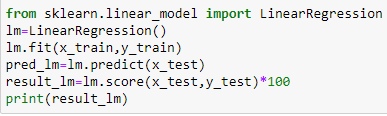 from sklearn.linear_model import LinearRegression
lm=LinearRegression()
lm.fit(x_train,y_train)
pred_lm=lm.predict(x_test)
result_lm=lm.score(x_test,y_test)*100
print(result_lm)